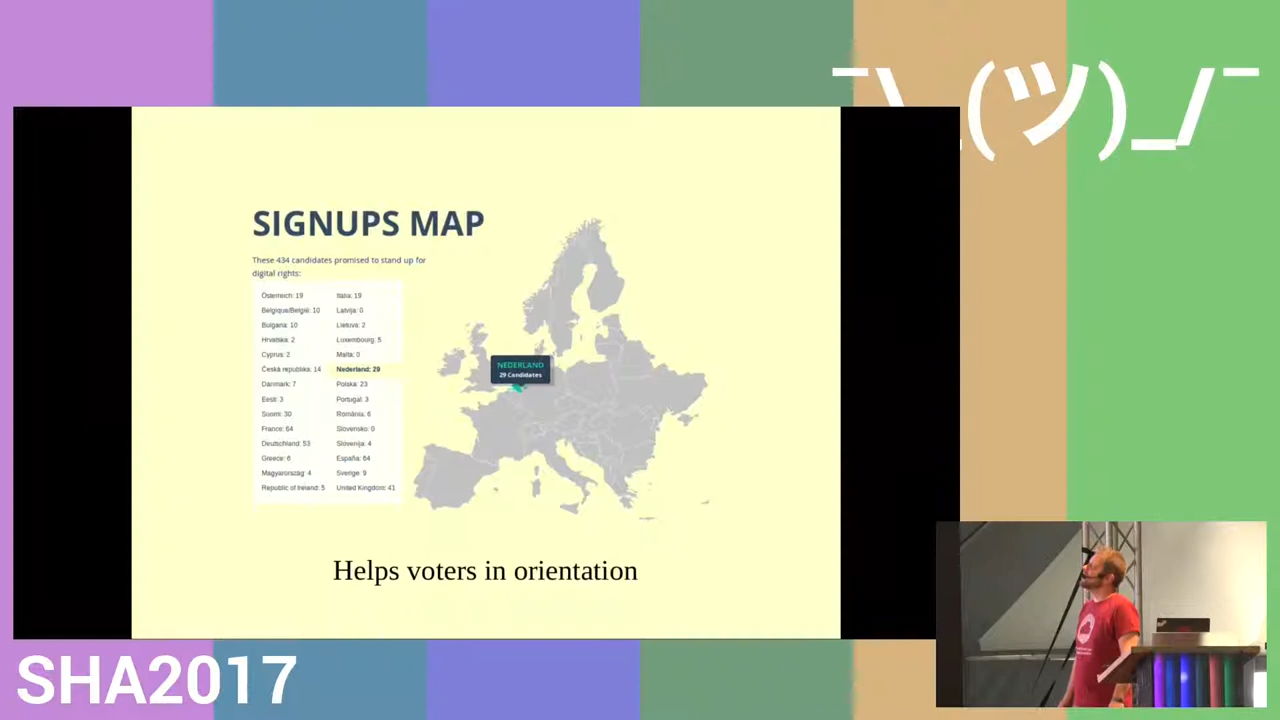 ¯\_(ツ)_/¯
SIGNUPS MAP
These 434 candidates promised to stand up for
digital rights:
Österreich: 19
Belgique/België: 10
Bulgaria: 10
Hrvatska: 2
Cyprus: 2
Česká republika: 14
Danmark: 7
Eesti: 3
Suomi: 30
France: 64
Deutschland: 53
Greece: 6
Magyarország: 4
Republic of Ireland: 5
Italia: 19
Latvija: 0
Lietuva: 2
Luxembourg: 5
Malta: 0
Nederland: 29
Polska: 23
Portugal: 3
România: 6
Slovensko: 0
Slovenija: 4
España: 64
Sverige: 9
United Kingdom: 41
NEDERLAND
29 Candidates
Helps voters in orientation
SHA2017